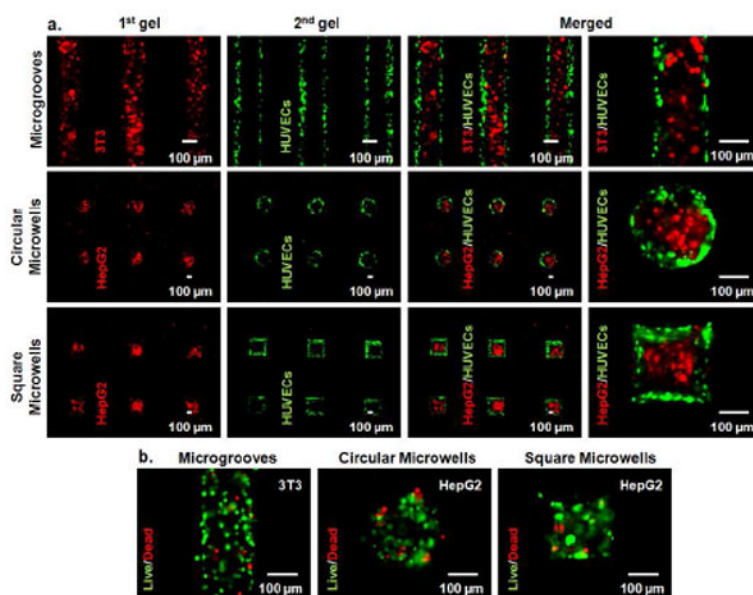 a.
1st gel
2nd gel
Merged
Microgrooves
3T3
100 µm
HUVECs
100 µm
3T3/HUVECs
100 µm
3T3/HUVECs
100 µm
Circular
Microwells
HepG2
100 µm
HUVECs
100 µm
HepG2/HUVECs
100 µm
HepG2/HUVECs
100 µm
Square
Microwells
HepG2
100 µm
HUVECs
100 µm
HepG2/HUVECs
100 µm
HepG2/HUVECs
100 µm
b.
Microgrooves
Circular Microwells
Square Microwells
3T3
Live/Dead
100 µm
HepG2
Live/Dead
100 µm
HepG2
Live/Dead
100 µm